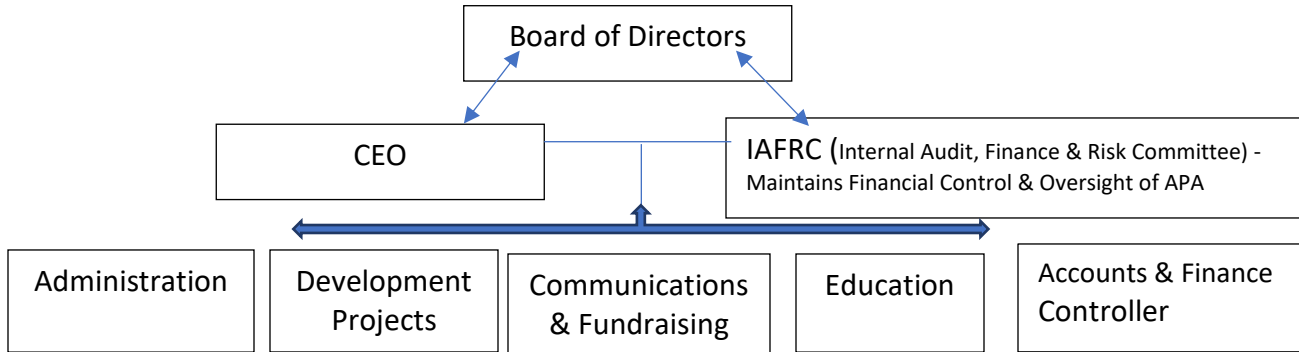 Board of Directors
CEO
IAFRC (Internal Audit, Finance & Risk Committee) -
Maintains Financial Control & Oversight of APA
Administration
Development
Projects
Communications
& Fundraising
Education
Accounts & Finance
Controller